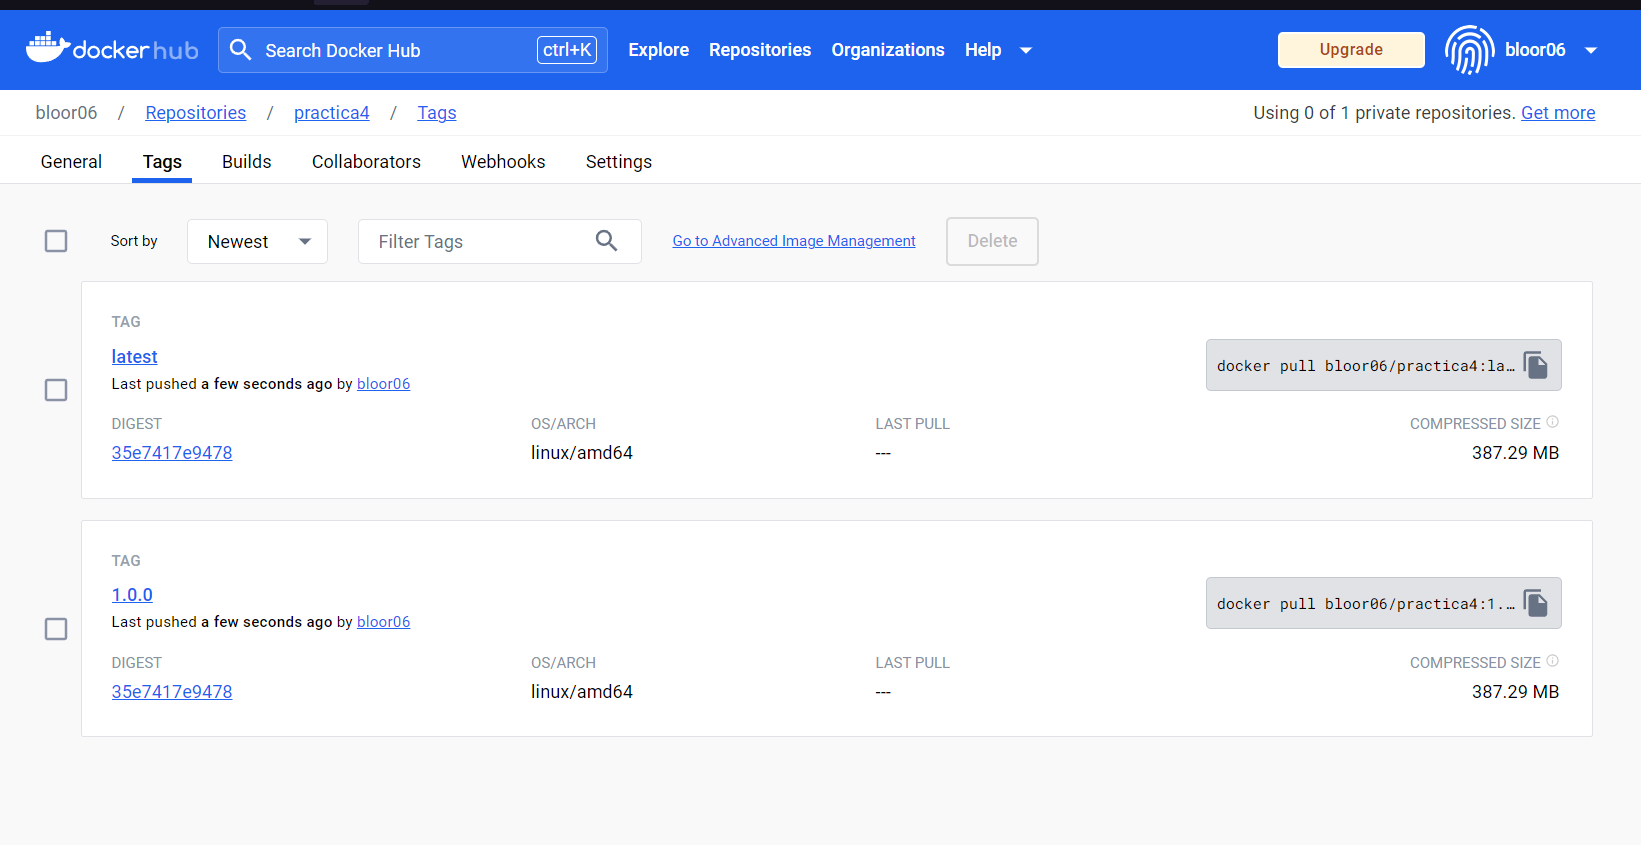 docker hub Search Docker Hub ctrl+K Explore Repositories Organizations Help Upgrade bloor06
bloor06 / Repositories / practica4 / Tags Using 0 of 1 private repositories. Get more
General Tags Builds Collaborators Webhooks Settings
Sort by Newest Filter Tags Go to Advanced Image Management Delete
TAG
latest
docker pull bloor06/practica4:la…
Last pushed a few seconds ago by bloor06
DIGEST OS/ARCH LAST PULL COMPRESSED SIZE
35e7417e9478 linux/amd64 --- 387.29 MB
TAG
1.0.0
docker pull bloor06/practica4:1.…
Last pushed a few seconds ago by bloor06
DIGEST OS/ARCH LAST PULL COMPRESSED SIZE
35e7417e9478 linux/amd64 --- 387.29 MB